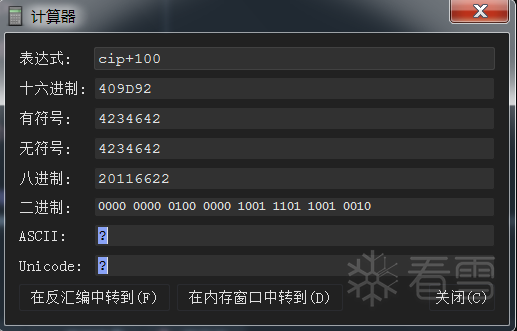 计算器
表达式: cip+100
十六进制: 409D92
有符号: 4234642
无符号: 4234642
八进制: 20116622
二进制: 0000 0000 0100 0000 1001 1101 1001 0010
ASCII: ?
Unicode: ?
看雪
在反汇编中转到(F) 在内存窗口中转到(D) 关闭(C)